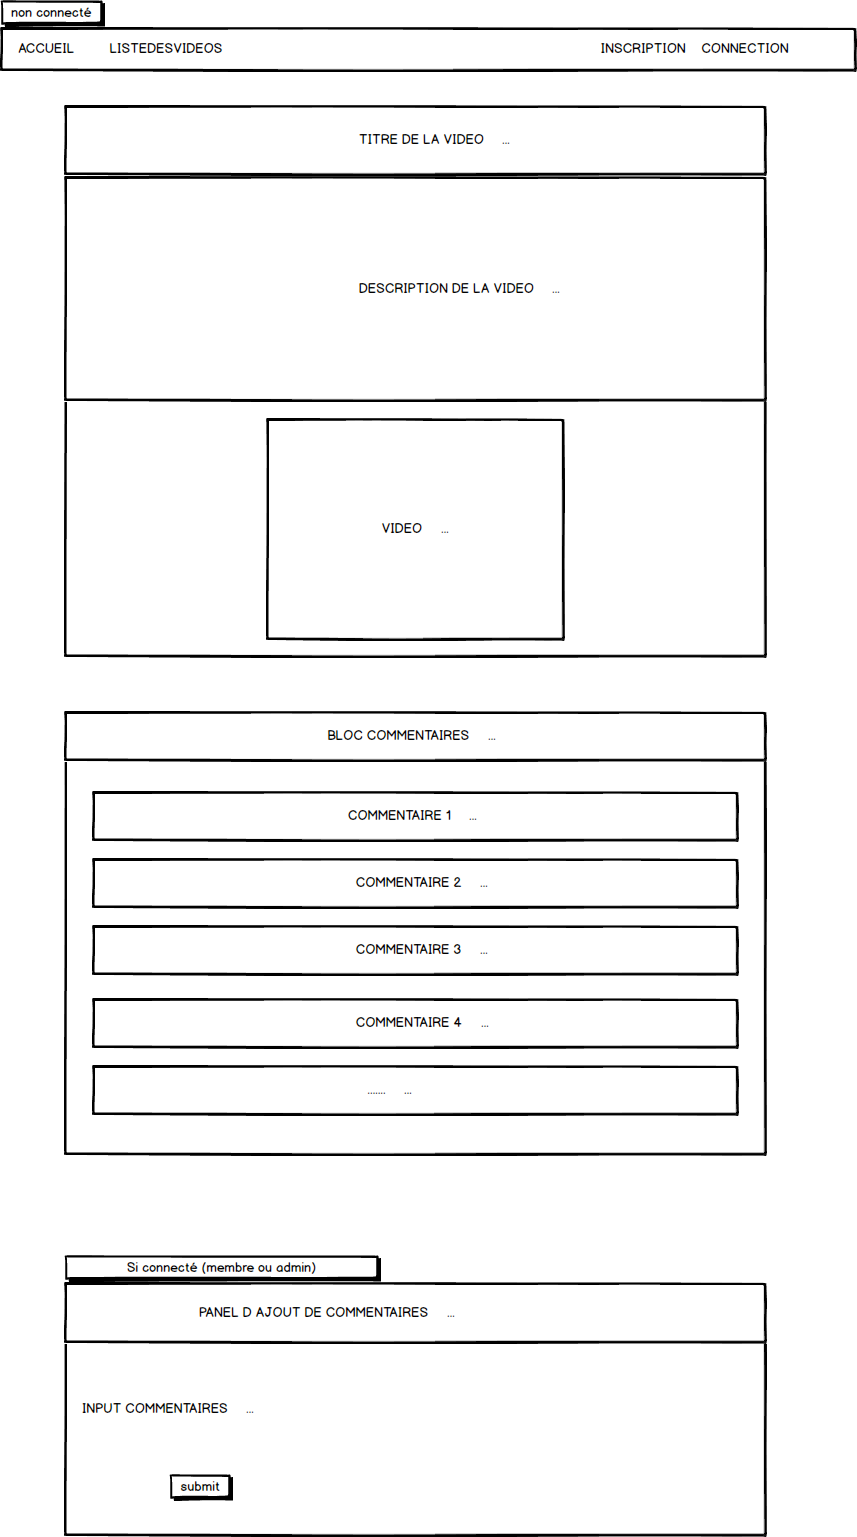 non connecté
ACCUEIL LISTEDESVIDEOS INSCRIPTION CONNECTION
TITRE DE LA VIDEO ...
DESCRIPTION DE LA VIDEO ...
VIDEO ...
BLOC COMMENTAIRES ...
COMMENTAIRE 1 ...
COMMENTAIRE 2 ...
COMMENTAIRE 3 ...
COMMENTAIRE 4 ...
....... ...
Si connecté (membre ou admin)
PANEL D AJOUT DE COMMENTAIRES ...
INPUT COMMENTAIRES ...
submit